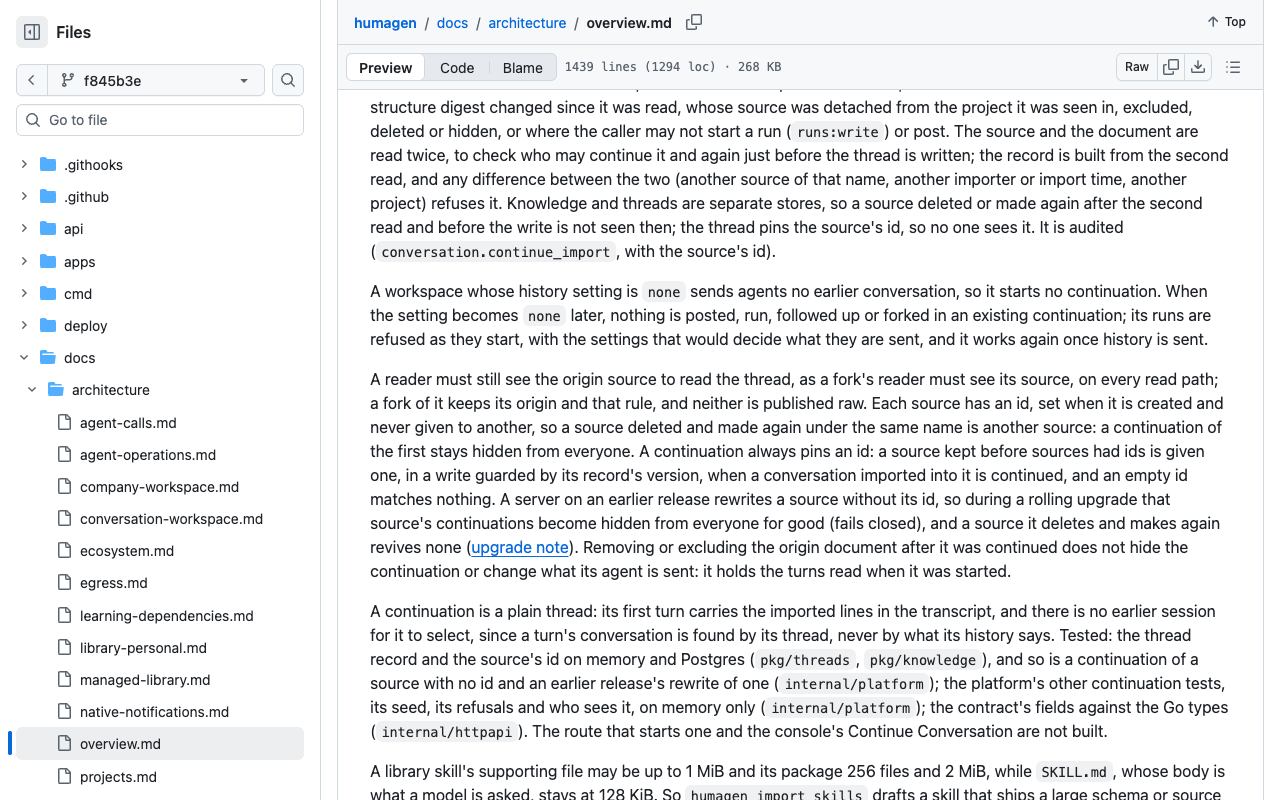 Files
humagen / docs / architecture / overview.md
Top
f845b3e
Preview Code Blame 1439 lines (1294 loc) · 268 KB
Raw
Go to file
.githooks
.github
api
apps
cmd
deploy
docs
architecture
agent-calls.md
agent-operations.md
company-workspace.md
conversation-workspace.md
ecosystem.md
egress.md
learning-dependencies.md
library-personal.md
managed-library.md
native-notifications.md
overview.md
projects.md
structure digest changed since it was read, whose source was detached from the project it was seen in, excluded,
deleted or hidden, or where the caller may not start a run ( runs:write ) or post. The source and the document are
read twice, to check who may continue it and again just before the thread is written; the record is built from the second
read, and any difference between the two (another source of that name, another importer or import time, another
project) refuses it. Knowledge and threads are separate stores, so a source deleted or made again after the second
read and before the write is not seen then; the thread pins the source's id, so no one sees it. It is audited
( conversation.continue_import , with the source's id).
A workspace whose history setting is none sends agents no earlier conversation, so it starts no continuation. When
the setting becomes none later, nothing is posted, run, followed up or forked in an existing continuation; its runs are
refused as they start, with the settings that would decide what they are sent, and it works again once history is sent.
A reader must still see the origin source to read the thread, as a fork's reader must see its source, on every read path;
a fork of it keeps its origin and that rule, and neither is published raw. Each source has an id, set when it is created and
never given to another, so a source deleted and made again under the same name is another source: a continuation of
the first stays hidden from everyone. A continuation always pins an id: a source kept before sources had ids is given
one, in a write guarded by its record's version, when a conversation imported into it is continued, and an empty id
matches nothing. A server on an earlier release rewrites a source without its id, so during a rolling upgrade that
source's continuations become hidden from everyone for good (fails closed), and a source it deletes and makes again
revives none (upgrade note). Removing or excluding the origin document after it was continued does not hide the
continuation or change what its agent is sent: it holds the turns read when it was started.
A continuation is a plain thread: its first turn carries the imported lines in the transcript, and there is no earlier session
for it to select, since a turn's conversation is found by its thread, never by what its history says. Tested: the thread
record and the source's id on memory and Postgres ( pkg/threads , pkg/knowledge ), and so is a continuation of a
source with no id and an earlier release's rewrite of one ( internal/platform ); the platform's other continuation tests,
its seed, its refusals and who sees it, on memory only ( internal/platform ); the contract's fields against the Go types
( internal/httpapi ). The route that starts one and the console's Continue Conversation are not built.
A library skill's supporting file may be up to 1 MiB and its package 256 files and 2 MiB, while SKILL.md , whose body is
what a model is asked, stays at 128 KiB. So humagen import skills drafts a skill that ships a large schema or source